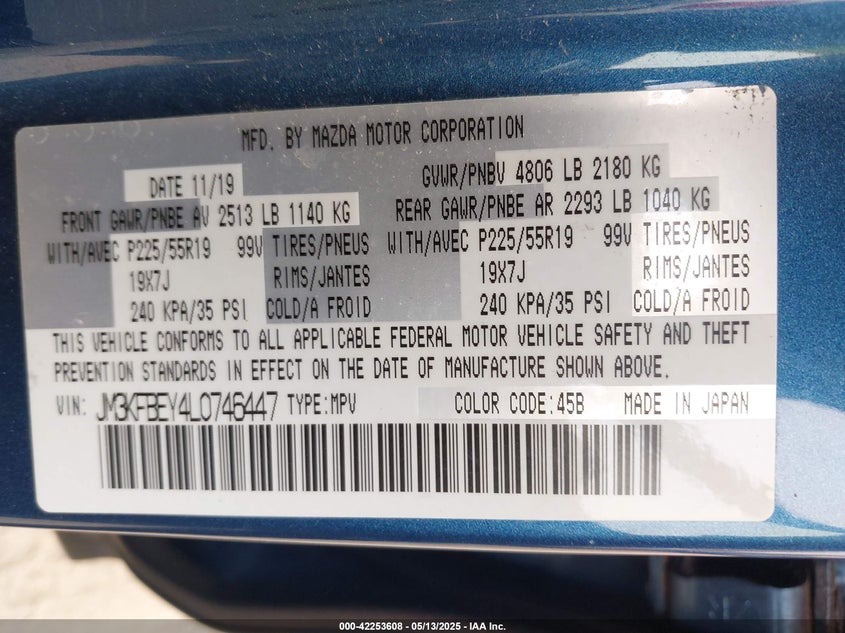 MFD. BY MAZDA MOTOR CORPORATION
DATE 11/19
GVWR/PNBV 4806 LB 2180 KG
FRONT GAWR/PNBE AV 2513 LB 1140 KG
REAR GAWR/PNBE AR 2293 LB 1040 KG
WITH/AVEC P225/55R19 99V TIRES/PNEUS WITH/AVEC P225/55R19 99V TIRES/PNEUS
19X7J RIMS/JANTES 19X7J RIMS/JANTES
240 KPA/35 PSI COLD/A FROID 240 KPA/35 PSI COLD/A FROID
THIS VEHICLE CONFORMS TO ALL APPLICABLE FEDERAL MOTOR VEHICLE SAFETY AND THEFT
PREVENTION STANDARDS IN EFFECT ON THE DATE OF MANUFACTURE SHOWN ABOVE.
VIN: JM3KFBEY4L0746447 TYPE:MPV COLOR CODE:45B MADE IN JAPAN
000-42253608 - 05/13/2025 - IAA Inc.